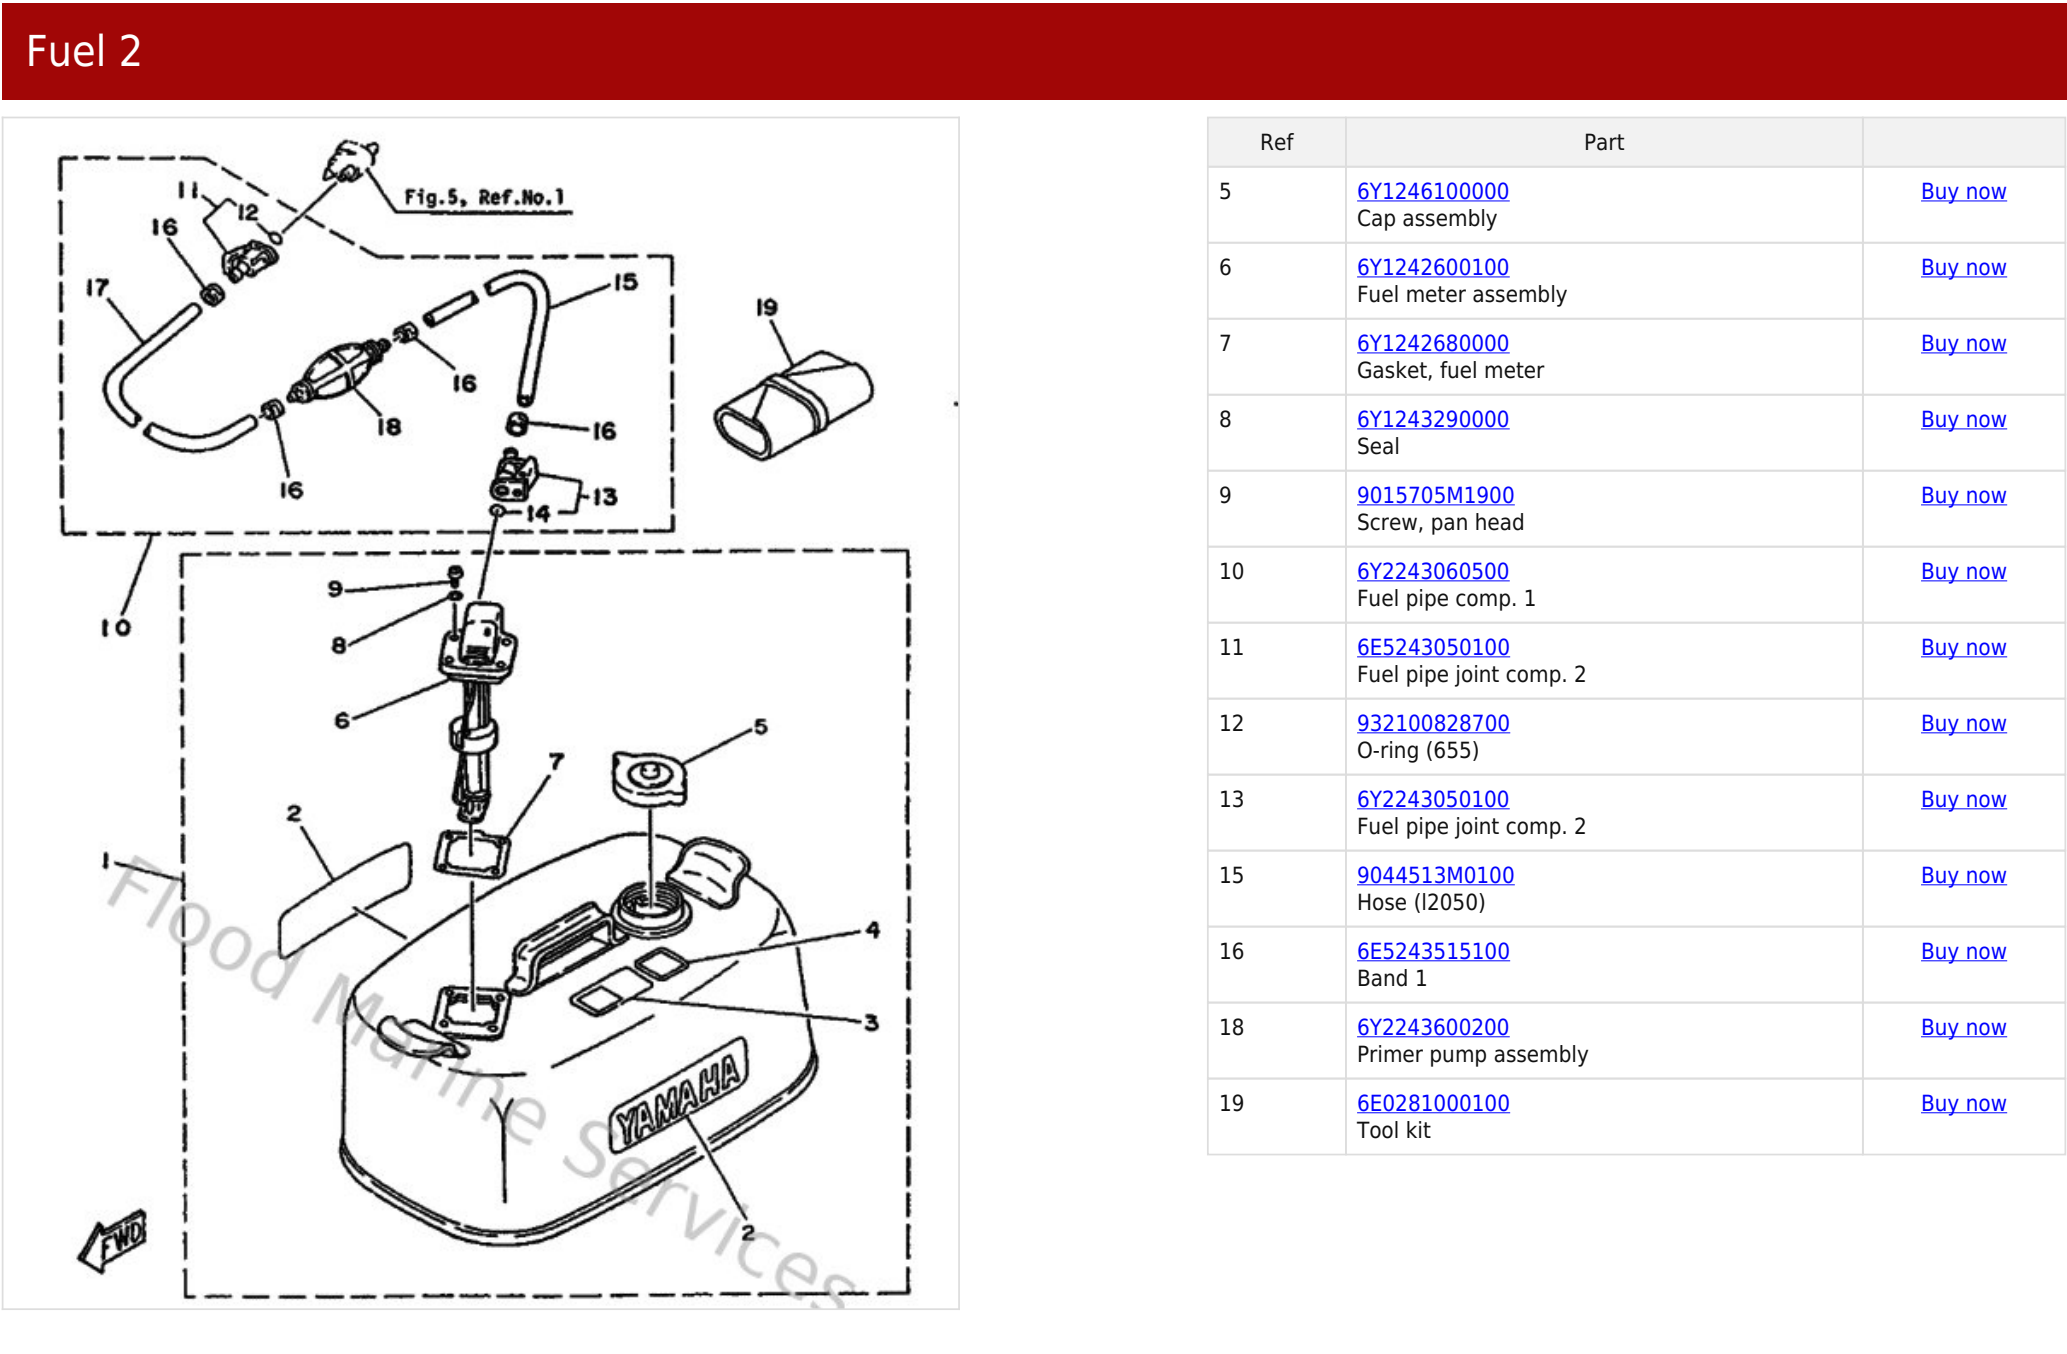 Fuel 2
Fig.5, Ref.No.1
11
12
16
17
15
19
16
18
16
16
13
14
10
9
8
6
5
7
2
1
4
3
YAMAHA
2
FWD
Flood Marine Services
Ref Part
5 6Y1246100000 Buy now
Cap assembly
6 6Y1242600100 Buy now
Fuel meter assembly
7 6Y1242680000 Buy now
Gasket, fuel meter
8 6Y1243290000 Buy now
Seal
9 9015705M1900 Buy now
Screw, pan head
10 6Y2243060500 Buy now
Fuel pipe comp. 1
11 6E5243050100 Buy now
Fuel pipe joint comp. 2
12 932100828700 Buy now
O-ring (655)
13 6Y2243050100 Buy now
Fuel pipe joint comp. 2
15 9044513M0100 Buy now
Hose (l2050)
16 6E5243515100 Buy now
Band 1
18 6Y2243600200 Buy now
Primer pump assembly
19 6E0281000100 Buy now
Tool kit